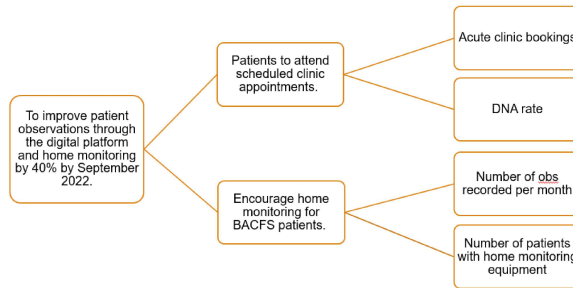 To improve patient
observations through
the digital platform
and home monitoring
by 40% by September
2022.
Patients to attend
scheduled clinic
appointments.
Encourage home
monitoring for
BACFS patients.
Acute clinic bookings
DNA rate
Number of obs
recorded per month
Number of patients
with home monitoring
equipment